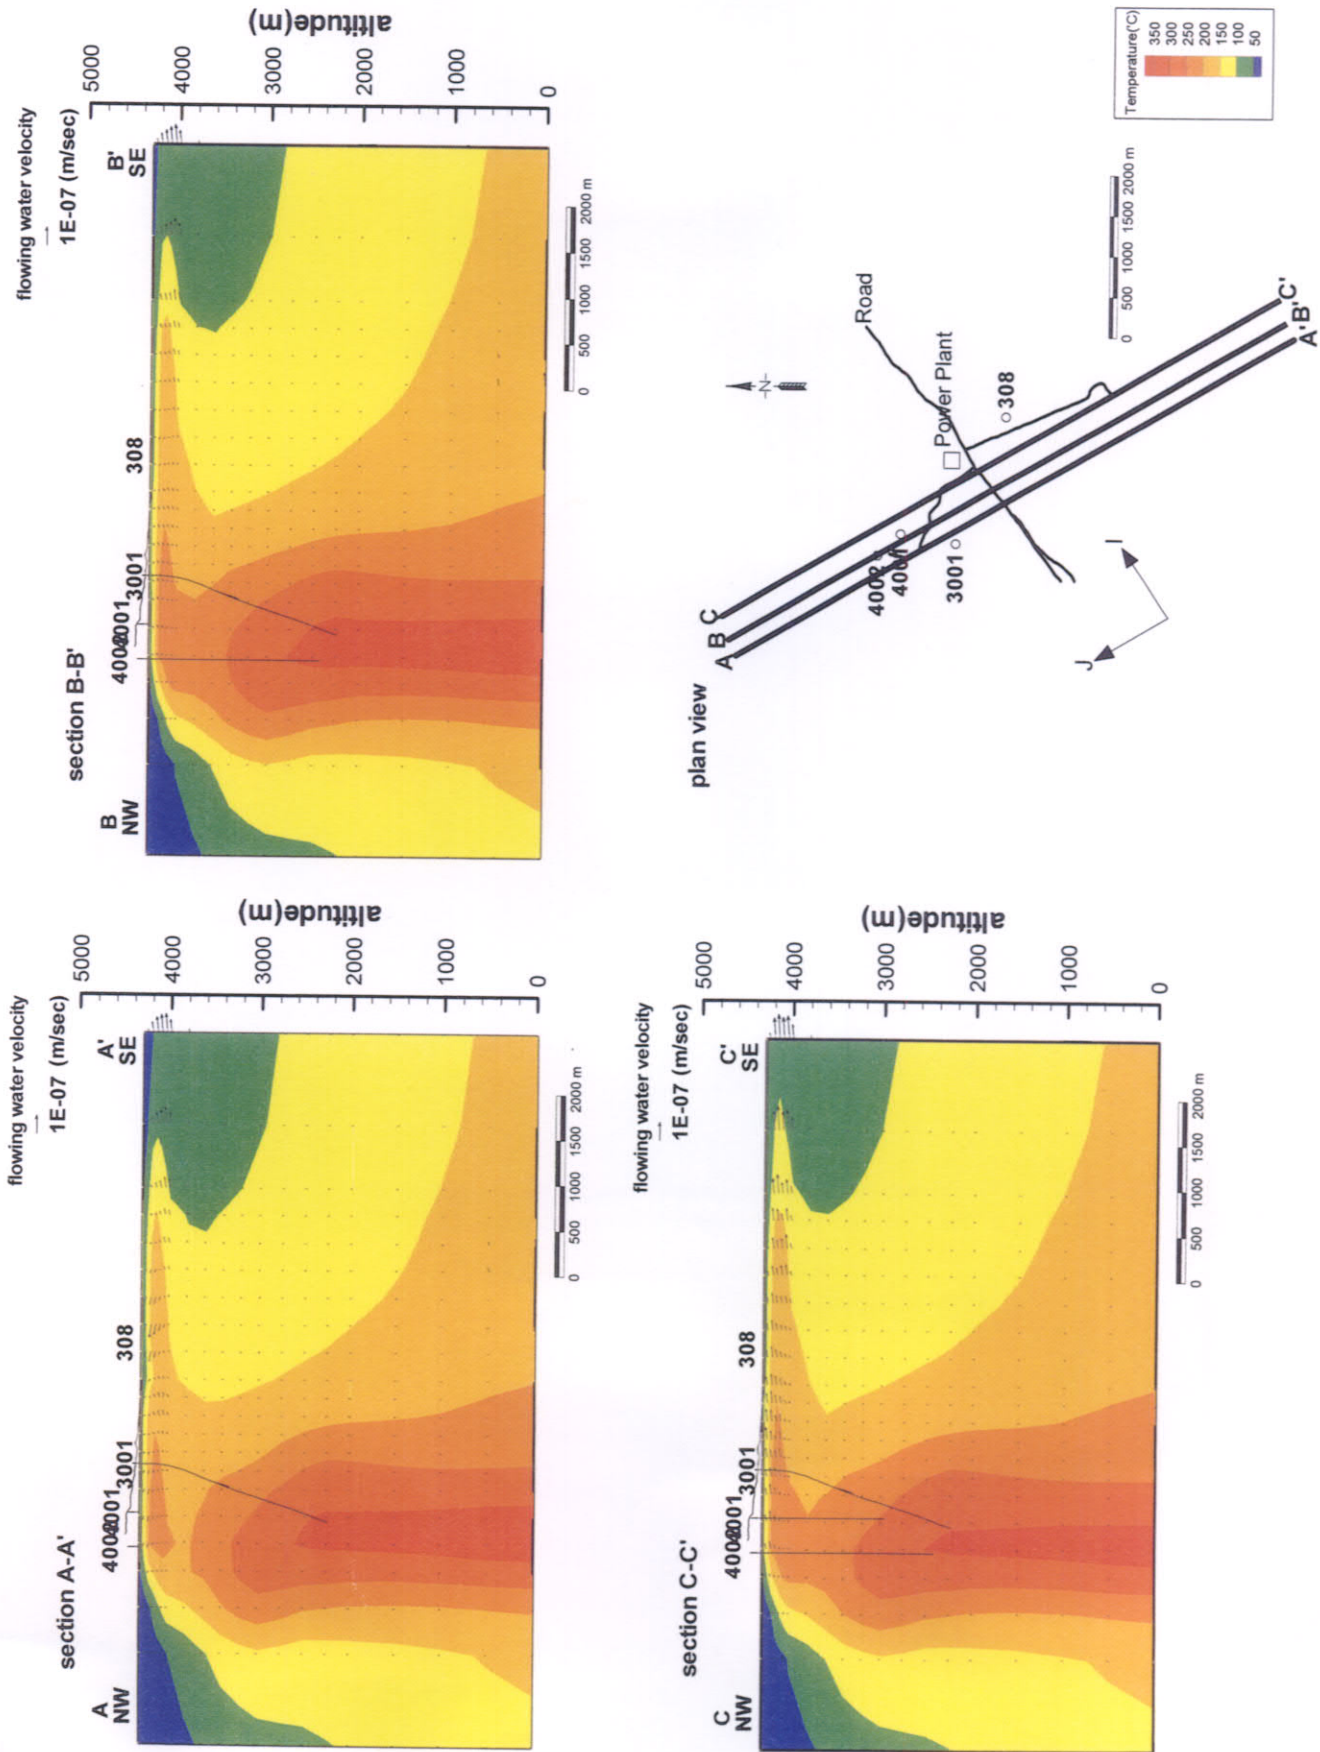 flowing water velocity
1E-07 (m/sec)
section A-A'
A
NW
3001
308
A'
SE
altitude(m)
5000
4000
3000
2000
1000
0
0 500 1000 1500 2000 m
flowing water velocity
1E-07 (m/sec)
section B-B'
B
NW
3001
308
B'
SE
altitude(m)
5000
4000
3000
2000
1000
0
0 500 1000 1500 2000 m
flowing water velocity
1E-07 (m/sec)
section C-C'
C
NW
3001
308
C'
SE
altitude(m)
5000
4000
3000
2000
1000
0
0 500 1000 1500 2000 m
plan view
A
B
C
N
Road
Power Plant
4002
4001
3001
308
J
I
A'
B'
C'
0 500 1000 1500 2000 m
Temperature(°C)
350
300
250
200
150
100
50